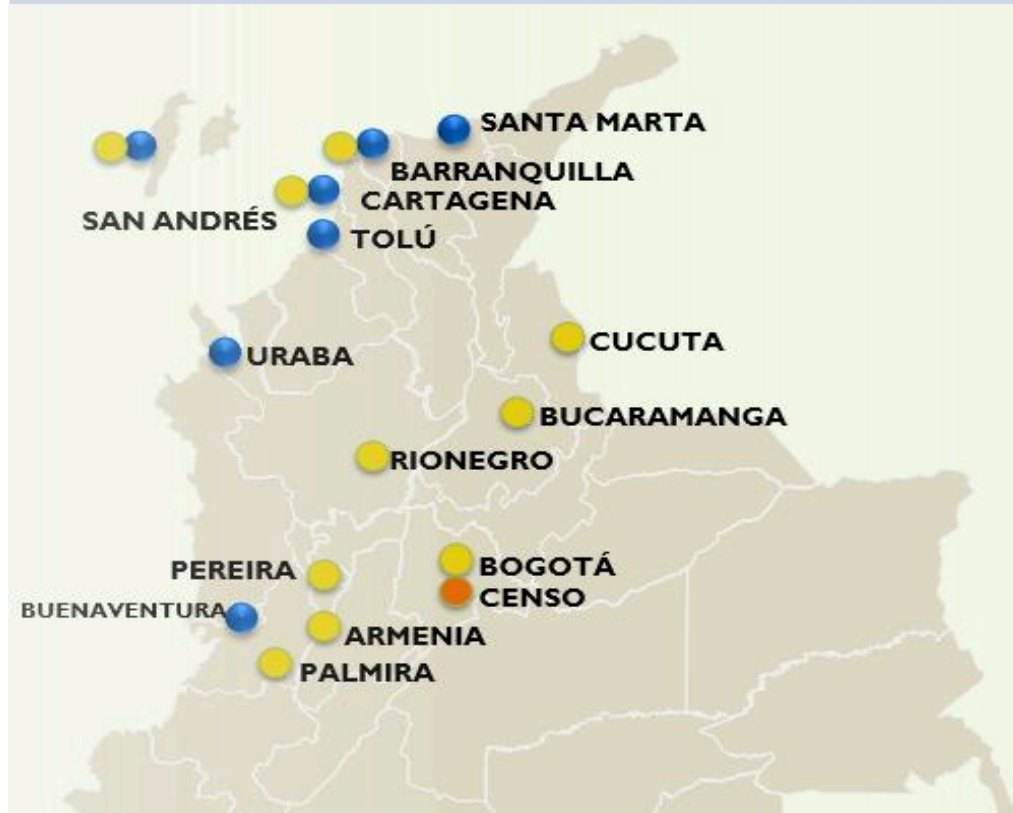 SANTA MARTA
BARRANQUILLA
CARTAGENA
SAN ANDRÉS
TOLÚ
CUCUTA
URABA
BUCARAMANGA
RIONEGRO
BOGOTÁ
PEREIRA
CENSO
BUENAVENTURA
ARMENIA
PALMIRA